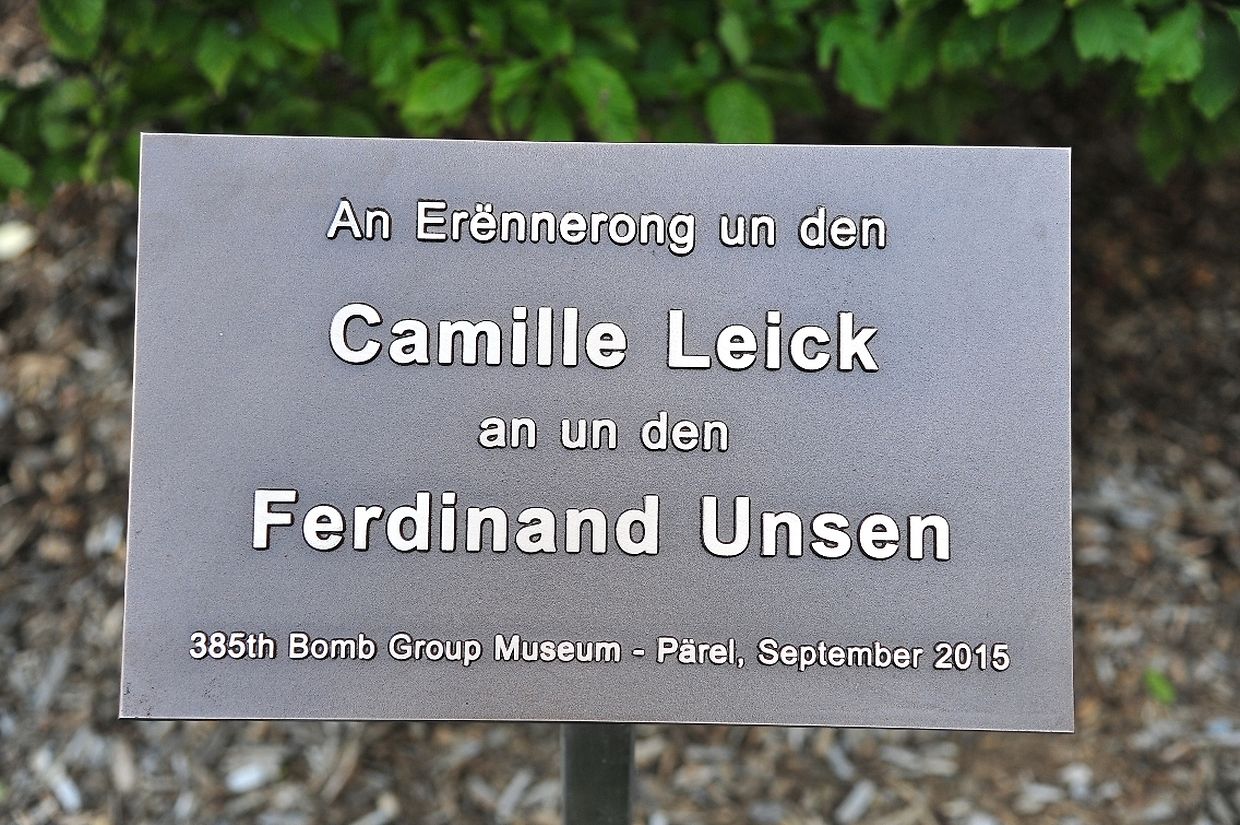 An Erënnerong un den
Camille Leick
an un den
Ferdinand Unsen
385th Bomb Group Museum - Pärel, September 2015